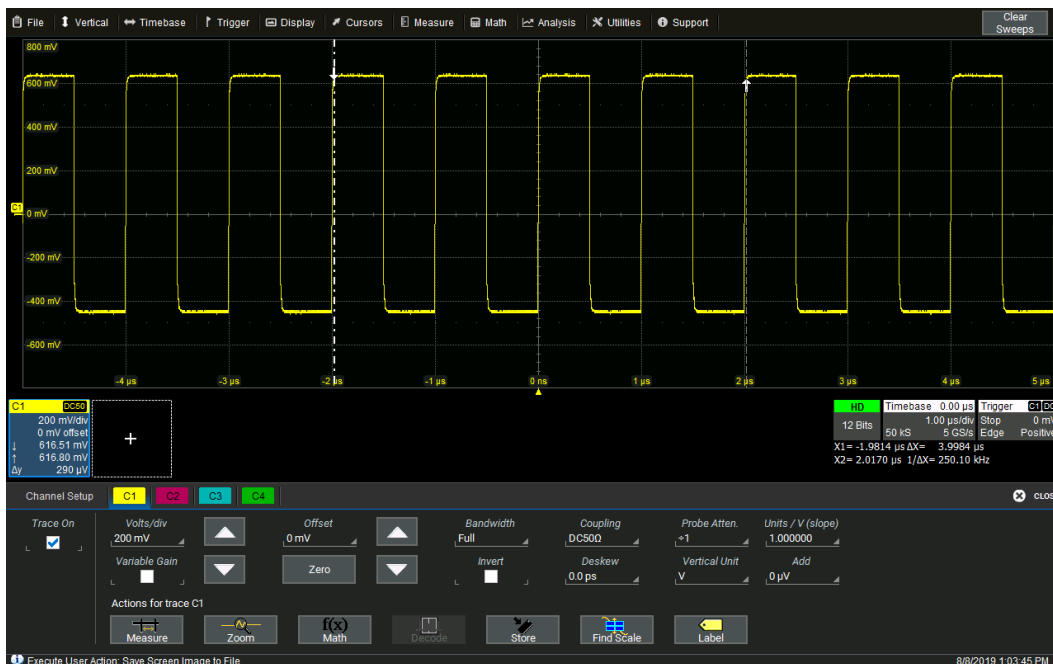 File Vertical Timebase Trigger Display Cursors Measure Math Analysis Utilities Support Clear Sweeps
800 mV
600 mV
400 mV
200 mV
C1 0 mV
-200 mV
-400 mV
-600 mV
-4 µs -3 µs -2 µs -1 µs 0 ns 1 µs 2 µs 3 µs 4 µs 5 µs
C1 DC50
200 mV/div
0 mV offset
↓ 616.51 mV
↑ 616.80 mV
Δy 290 µV
+
HD
12 Bits
Timebase 0.00 µs
1.00 µs/div
50 kS 5 GS/s
Trigger C1 DC
Stop 0 mV
Edge Positive
X1= -1.9814 µs ΔX= 3.9984 µs
X2= 2.0170 µs 1/ΔX= 250.10 kHz
Channel Setup C1 C2 C3 C4 CLOS
Trace On Volts/div Offset Bandwidth Coupling Probe Atten. Units / V (slope)
200 mV 0 mV Full DC50Ω ÷1 1.000000
Variable Gain Zero Invert Deskew Vertical Unit Add
0.0 ps V 0 µV
Actions for trace C1
Measure Zoom f(x) Math Decode Store Find Scale Label
Execute User Action: Save Screen Image to File 8/8/2019 1:03:45 PM